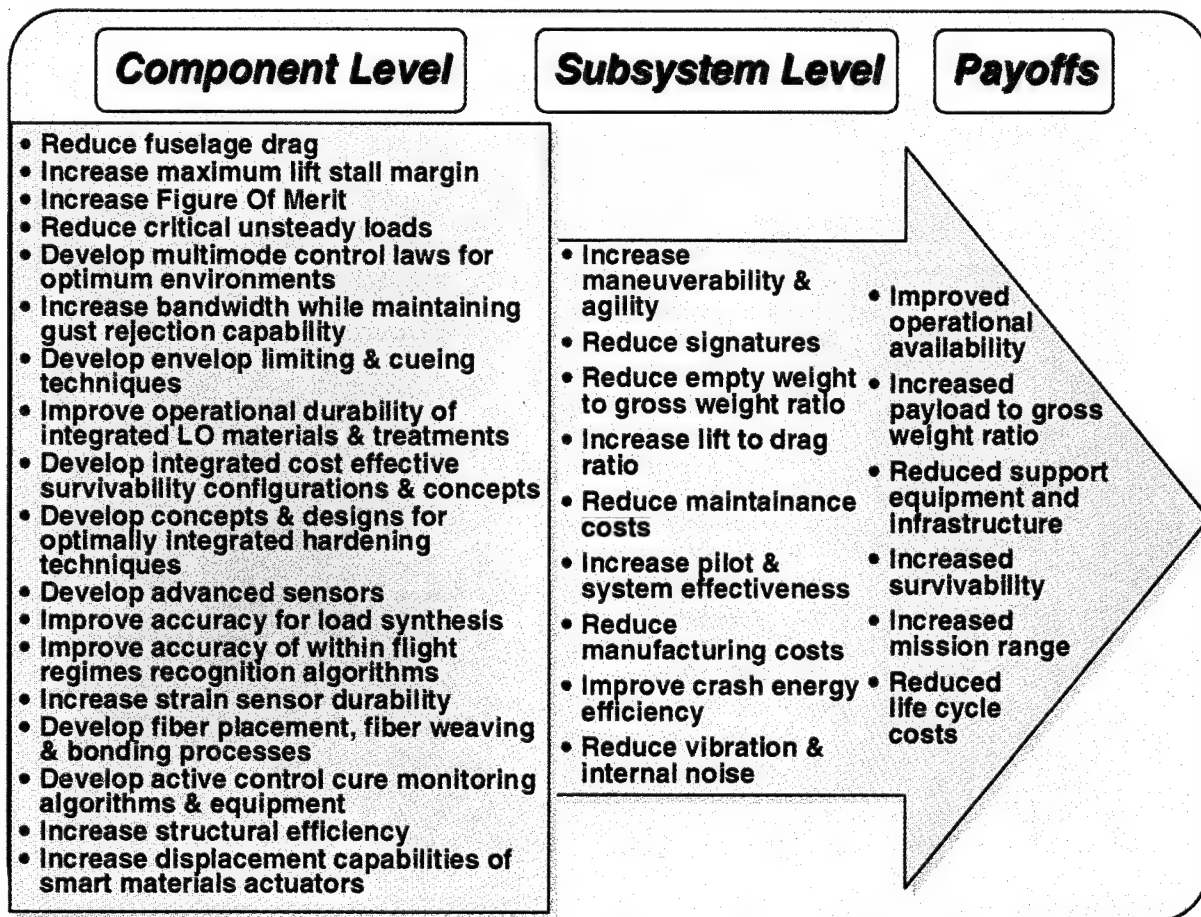 Component Level
Subsystem Level
Payoffs
• Reduce fuselage drag
• Increase maximum lift stall margin
• Increase Figure Of Merit
• Reduce critical unsteady loads
• Develop multimode control laws for
optimum environments
• Increase bandwidth while maintaining
gust rejection capability
• Develop envelop limiting & cueing
techniques
• Improve operational durability of
integrated LO materials & treatments
• Develop integrated cost effective
survivability configurations & concepts
• Develop concepts & designs for
optimally integrated hardening
techniques
• Develop advanced sensors
• Improve accuracy for load synthesis
• Improve accuracy of within flight
regimes recognition algorithms
• Increase strain sensor durability
• Develop fiber placement, fiber weaving
& bonding processes
• Develop active control cure monitoring
algorithms & equipment
• Increase structural efficiency
• Increase displacement capabilities of
smart materials actuators
• Increase
maneuverability &
agility
• Reduce signatures
• Reduce empty weight
to gross weight ratio
• Increase lift to drag
ratio
• Reduce maintainance
costs
• Increase pilot &
system effectiveness
• Reduce
manufacturing costs
• Improve crash energy
efficiency
• Reduce vibration &
internal noise
• Improved
operational
availability
• Increased
payload to gross
weight ratio
• Reduced support
equipment and
infrastructure
• Increased
survivability
• Increased
mission range
• Reduced
life cycle
costs